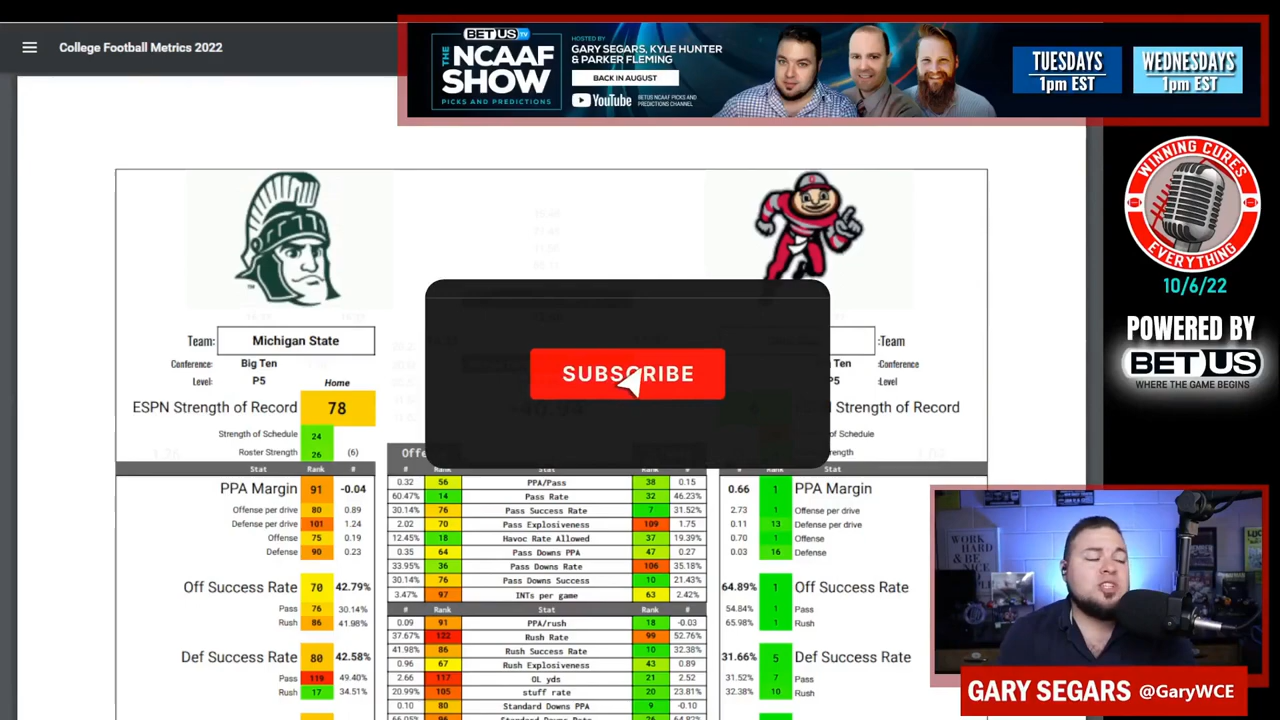 College Football Metrics 2022
BETUS TV
THE NCAAF SHOW
PICKS AND PREDICTIONS
HOSTED BY
GARY SEGARS, KYLE HUNTER
& PARKER FLEMING
BACK IN AUGUST
YouTube
BETUS NCAAF PICKS AND PREDICTIONS CHANNEL
TUESDAYS
1pm EST
WEDNESDAYS
1pm EST
WINNING CURES
EVERYTHING
10/6/22
POWERED BY
BETUS
WHERE THE GAME BEGINS
Team: Michigan State
:Team
Conference: Big Ten
Ten :Conference
Level: P5
P5 :Level
Home
ESPN Strength of Record 78
Strength of Schedule 24
Roster Strength 26 (6)
SUBSCRIBE
Stat Rank #
PPA Margin 91 -0.04
Offense per drive 80 0.89
Defense per drive 101 1.24
Offense 75 0.19
Defense 90 0.23
Off Success Rate 70 42.79%
Pass 76 30.14%
Rush 86 41.98%
Def Success Rate 80 42.58%
Pass 119 49.40%
Rush 17 34.51%
# Rank Stat Rank #
0.32 56 PPA/Pass 38 0.15
60.47% 14 Pass Rate 32 46.23%
30.14% 76 Pass Success Rate 7 31.52%
2.02 70 Pass Explosiveness 109 1.75
12.45% 18 Havoc Rate Allowed 37 19.39%
0.35 64 Pass Downs PPA 47 0.27
33.95% 36 Pass Downs Rate 106 35.18%
30.14% 76 Pass Downs Success 10 21.43%
3.47% 97 INTs per game 63 2.42%
# Rank Stat Rank #
0.09 91 PPA/rush 18 -0.03
37.67% 122 Rush Rate 99 52.76%
41.98% 86 Rush Success Rate 10 32.38%
0.96 67 Rush Explosiveness 43 0.89
2.66 117 OL yds 21 2.52
20.99% 105 stuff rate 20 23.81%
0.10 80 Standard Downs PPA 9 -0.10
# Rank Stat
0.66 1 PPA Margin
2.73 1 Offense per drive
0.11 13 Defense per drive
0.70 1 Offense
0.03 16 Defense
64.89% 1 Off Success Rate
54.84% 1 Pass
65.98% 1 Rush
31.66% 5 Def Success Rate
31.52% 7 Pass
32.38% 10 Rush
WORK
HARD
& BE
GARY SEGARS @GaryWCE